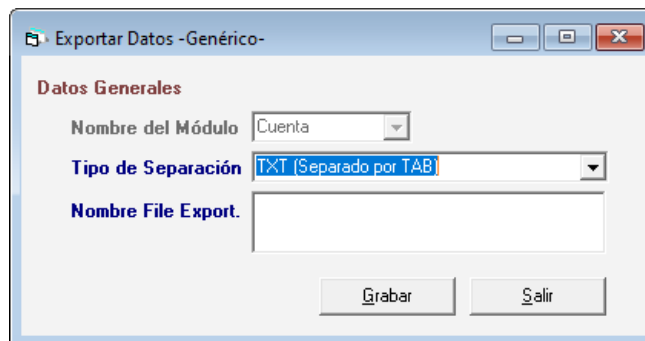 Exportar Datos -Genérico-
Datos Generales
Nombre del Módulo Cuenta
Tipo de Separación TXT (Separado por TAB)
Nombre File Export.
Grabar Salir